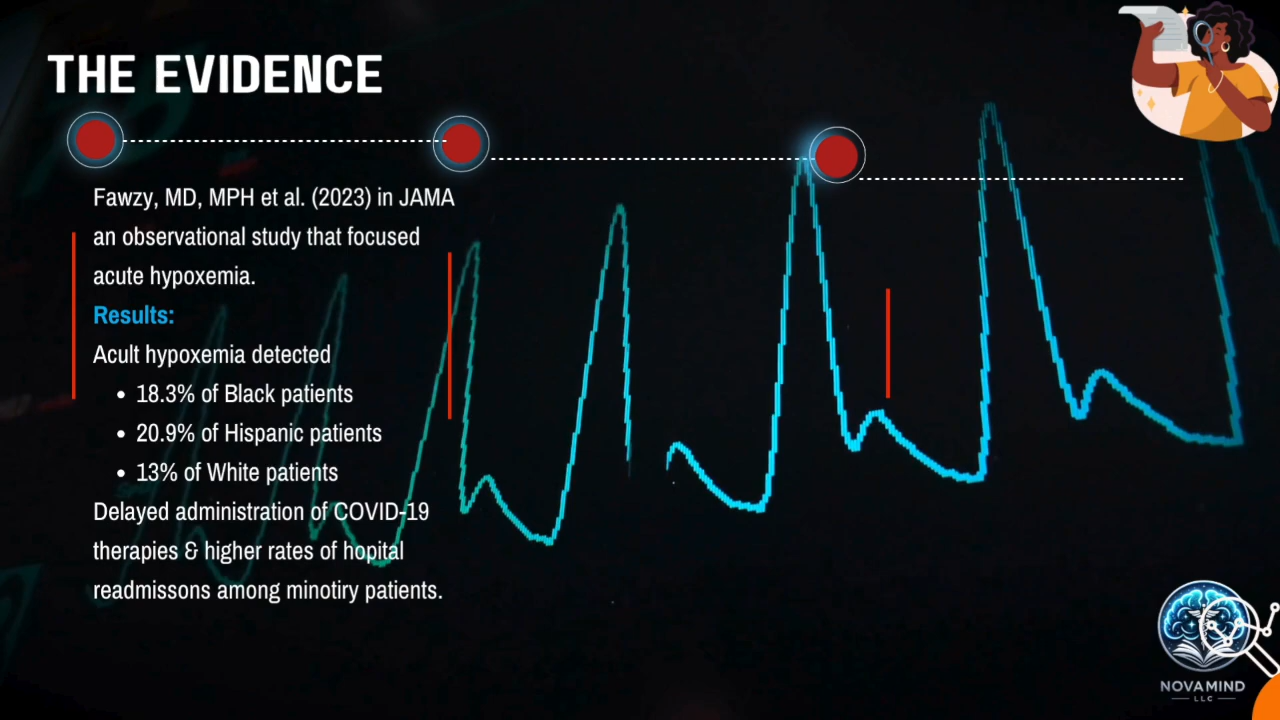 THE EVIDENCE
Fawzy, MD, MPH et al. (2023) in JAMA
an observational study that focused
acute hypoxemia.
Results:
Acult hypoxemia detected
• 18.3% of Black patients
• 20.9% of Hispanic patients
• 13% of White patients
Delayed administration of COVID-19
therapies & higher rates of hopital
readmissons among minotiry patients.
NOVAMIND
LLC